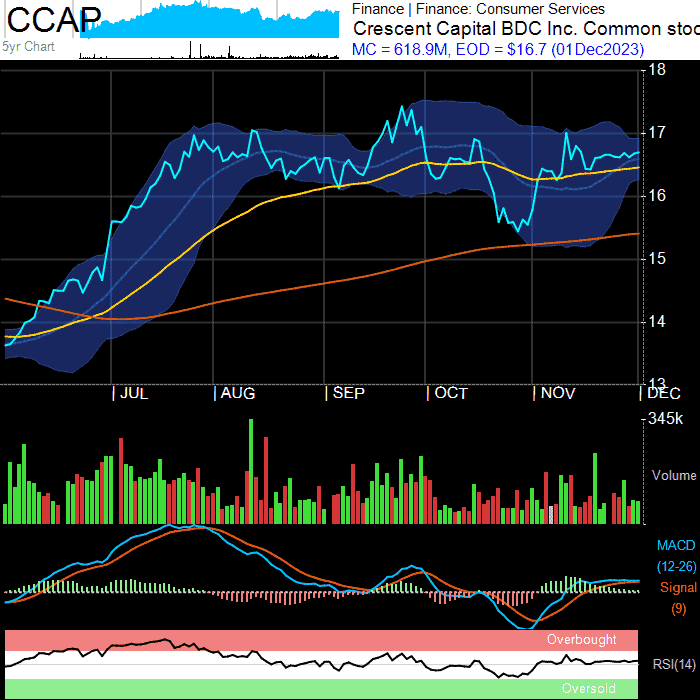 CCAP
5yr Chart
Finance | Finance: Consumer Services
Crescent Capital BDC Inc. Common stoc
MC = 618.9M, EOD = $16.7 (01Dec2023)
18
17
16
15
14
13
| JUL | AUG | SEP | OCT | NOV | DEC
345k
Volume
MACD
(12-26)
Signal
(9)
Overbought
RSI(14)
Oversold